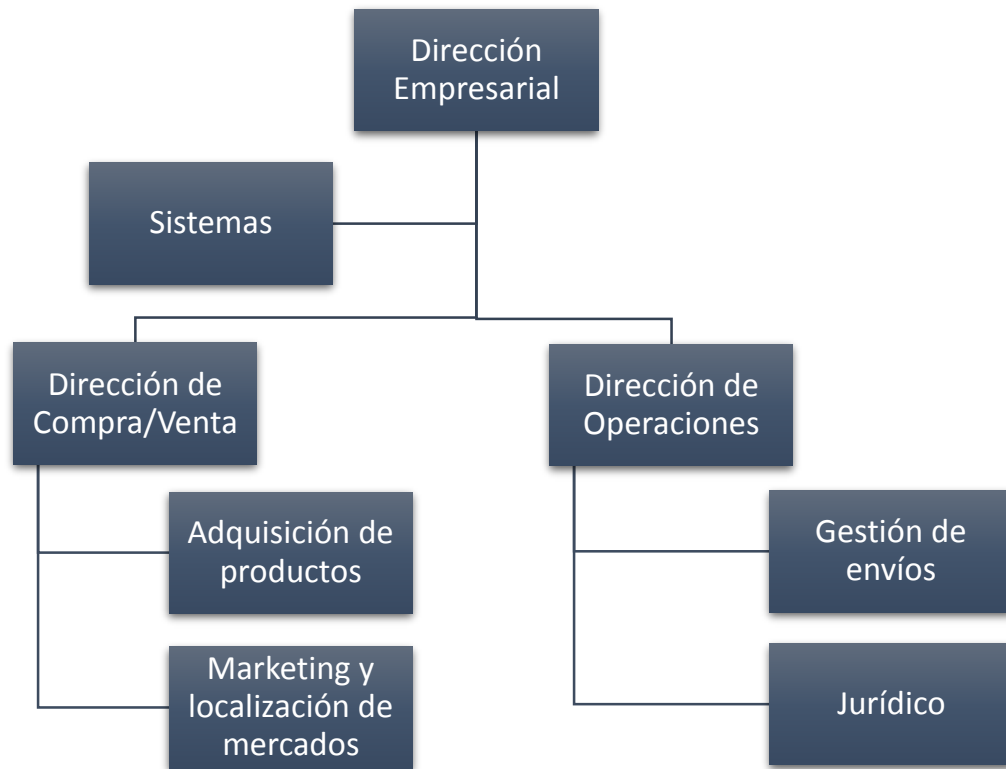 Dirección
Empresarial
Sistemas
Dirección de
Compra/Venta
Dirección de
Operaciones
Adquisición de
productos
Gestión de
envíos
Marketing y
localización de
mercados
Jurídico